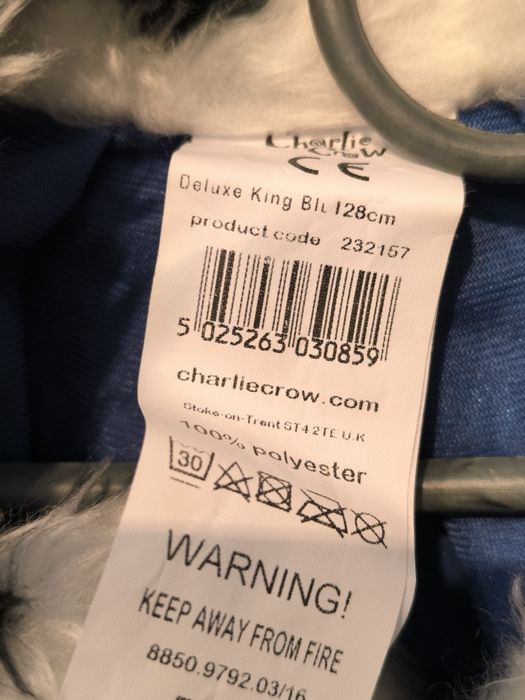 Charlie
Crow
CE
Deluxe King Blu 128cm
product code 232157
5 025263 030859
charliecrow.com
Stoke-on-Trent ST4 2TE U.K
100% polyester
30
WARNING!
KEEP AWAY FROM FIRE
8850.9792.03/16